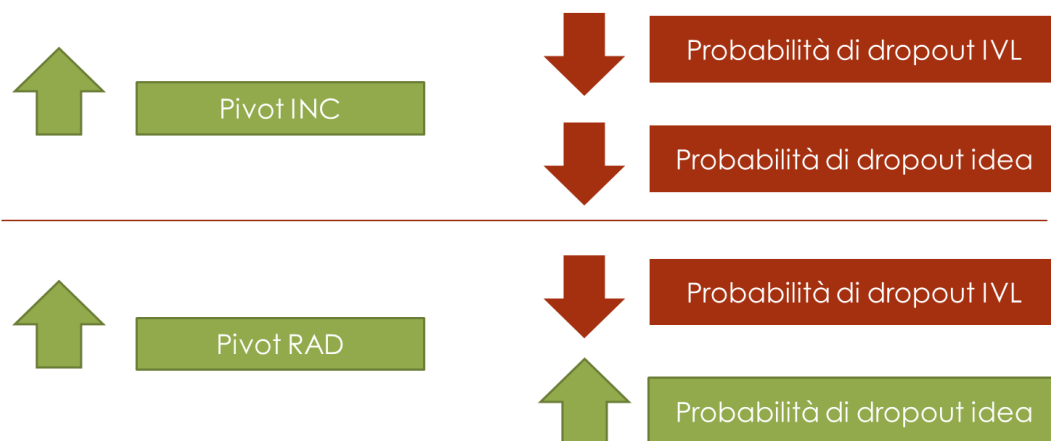 Probabilità di dropout IVL
Pivot INC
Probabilità di dropout idea
Probabilità di dropout IVL
Pivot RAD
Probabilità di dropout idea